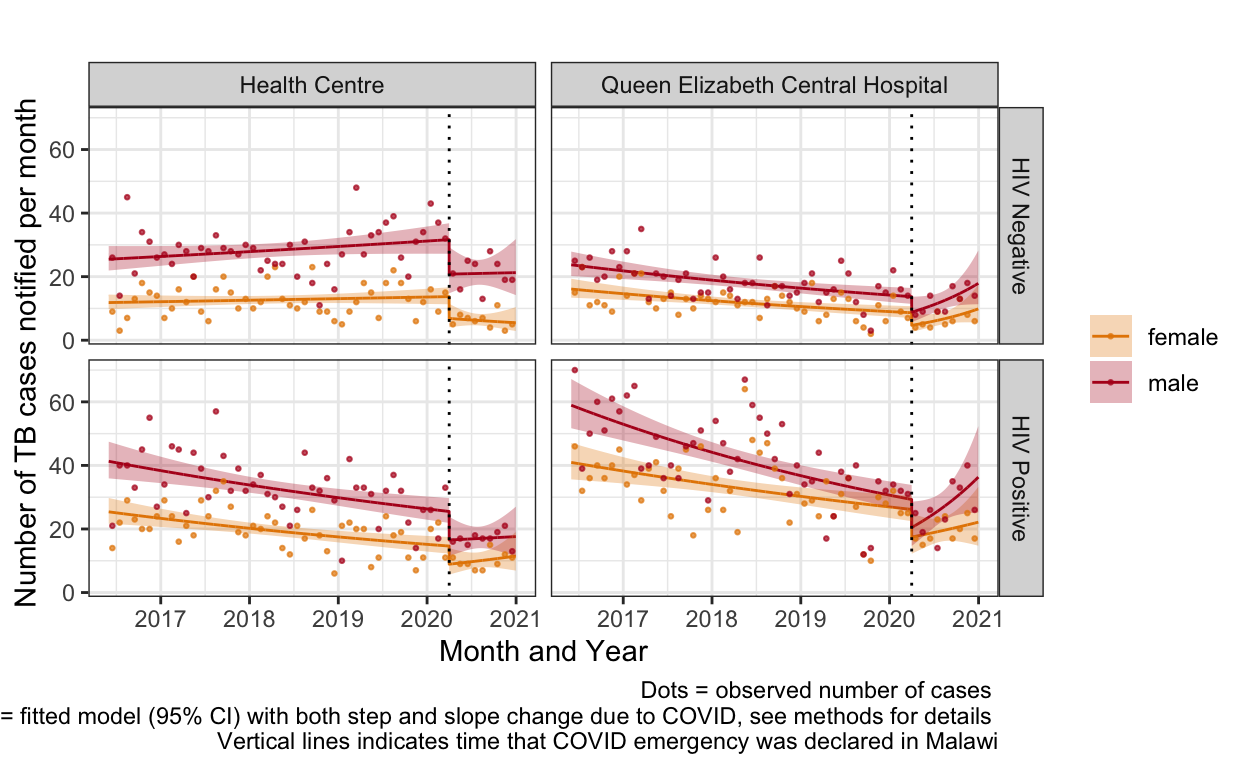 Health Centre
Queen Elizabeth Central Hospital
Number of TB cases notified per month
60
40
20
0
HIV Negative
60
40
20
0
HIV Positive
2017
2018
2019
2020
2021
2017
2018
2019
2020
2021
Month and Year
female
male
Dots = observed number of cases
= fitted model (95% CI) with both step and slope change due to COVID, see methods for details
Vertical lines indicates time that COVID emergency was declared in Malawi